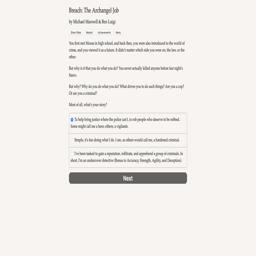 Breach: The Archangel Job
by Michael Maxwell & Ben Luigi
Show Stats Restart Achievements Menu
You first met Mouse in high school, and back then, you were also introduced to the world of
crime, and you viewed it as a future. It didn't matter which side you were on; the law, or the
other.
But why is it that you do what you do? You never actually killed anyone before last night's
fiasco.
But why? Why do you do what you do? What drives you to do such things? Are you a cop?
Or are you a criminal?
Most of all, what's your story?
To help bring justice where the police can't, to rob people who deserve to be robbed.
Some might call me a hero; others, a vigilante.
Simple, it's fun doing what I do. I am, as others would call me, a hardened criminal.
I've been tasked to gain a reputation, infiltrate, and apprehend a group of criminals. In
short, I'm an undercover detective (Bonus to Accuracy, Strength, Agility, and Deception).
Next